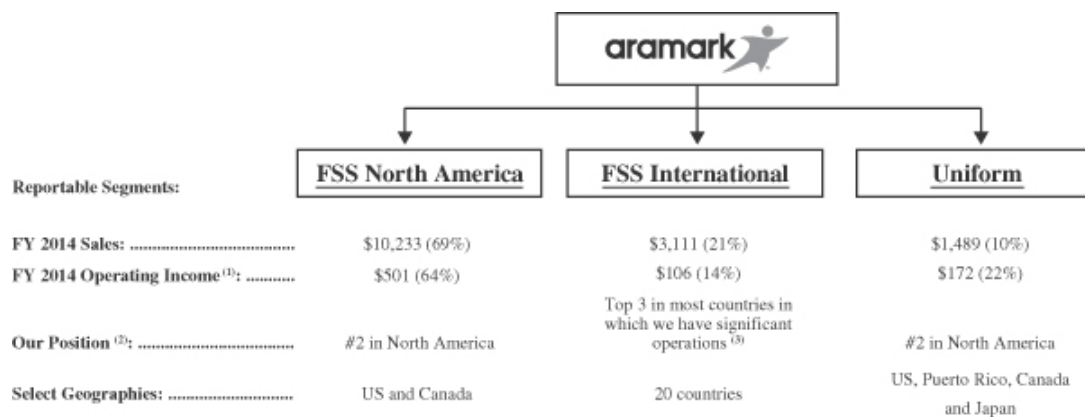 aramark
FSS North America FSS International Uniform
Reportable Segments:
FY 2014 Sales: ...................................... $10,233 (69%) $3,111 (21%) $1,489 (10%)
FY 2014 Operating Income (1): ........... $501 (64%) $106 (14%) $172 (22%)
Top 3 in most countries in
which we have significant
operations (3)
Our Position (2): .................................... #2 in North America #2 in North America
Select Geographies: ............................. US and Canada 20 countries US, Puerto Rico, Canada
and Japan